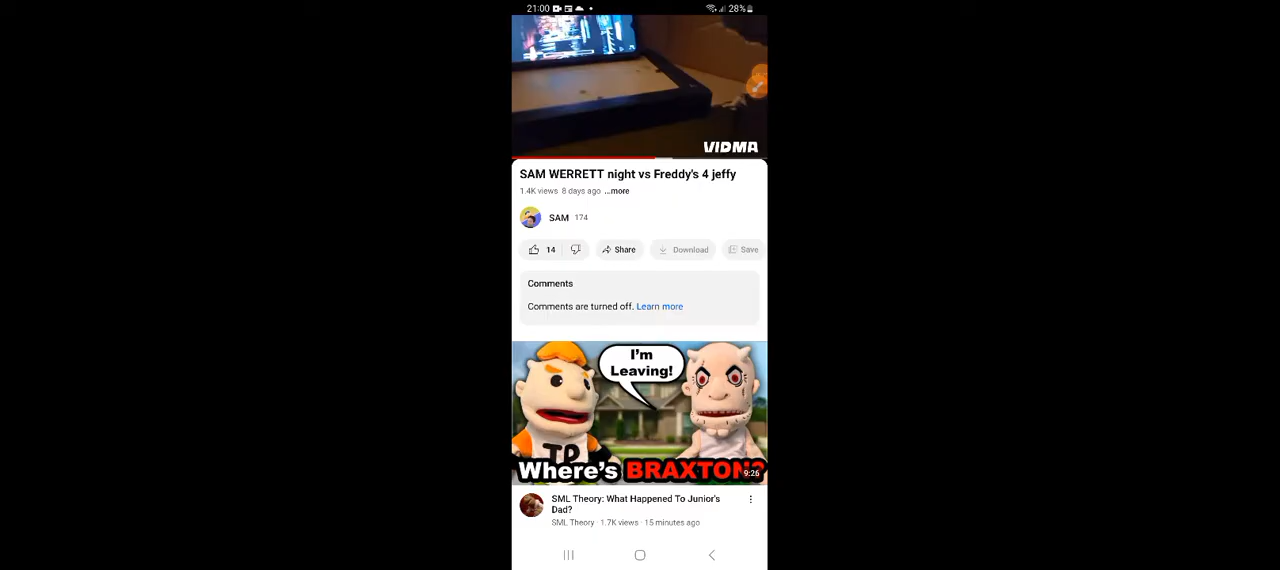 21:00
28%
VIDMA
SAM WERRETT night vs Freddy's 4 jeffy
1.4K views 8 days ago ...more
SAM 174
14 Share Download Save
Comments
Comments are turned off. Learn more
I'm
Leaving!
TD
Where's BRAXTON?
9:26
SML Theory: What Happened To Junior's
Dad?
SML Theory · 1.7K views · 15 minutes ago